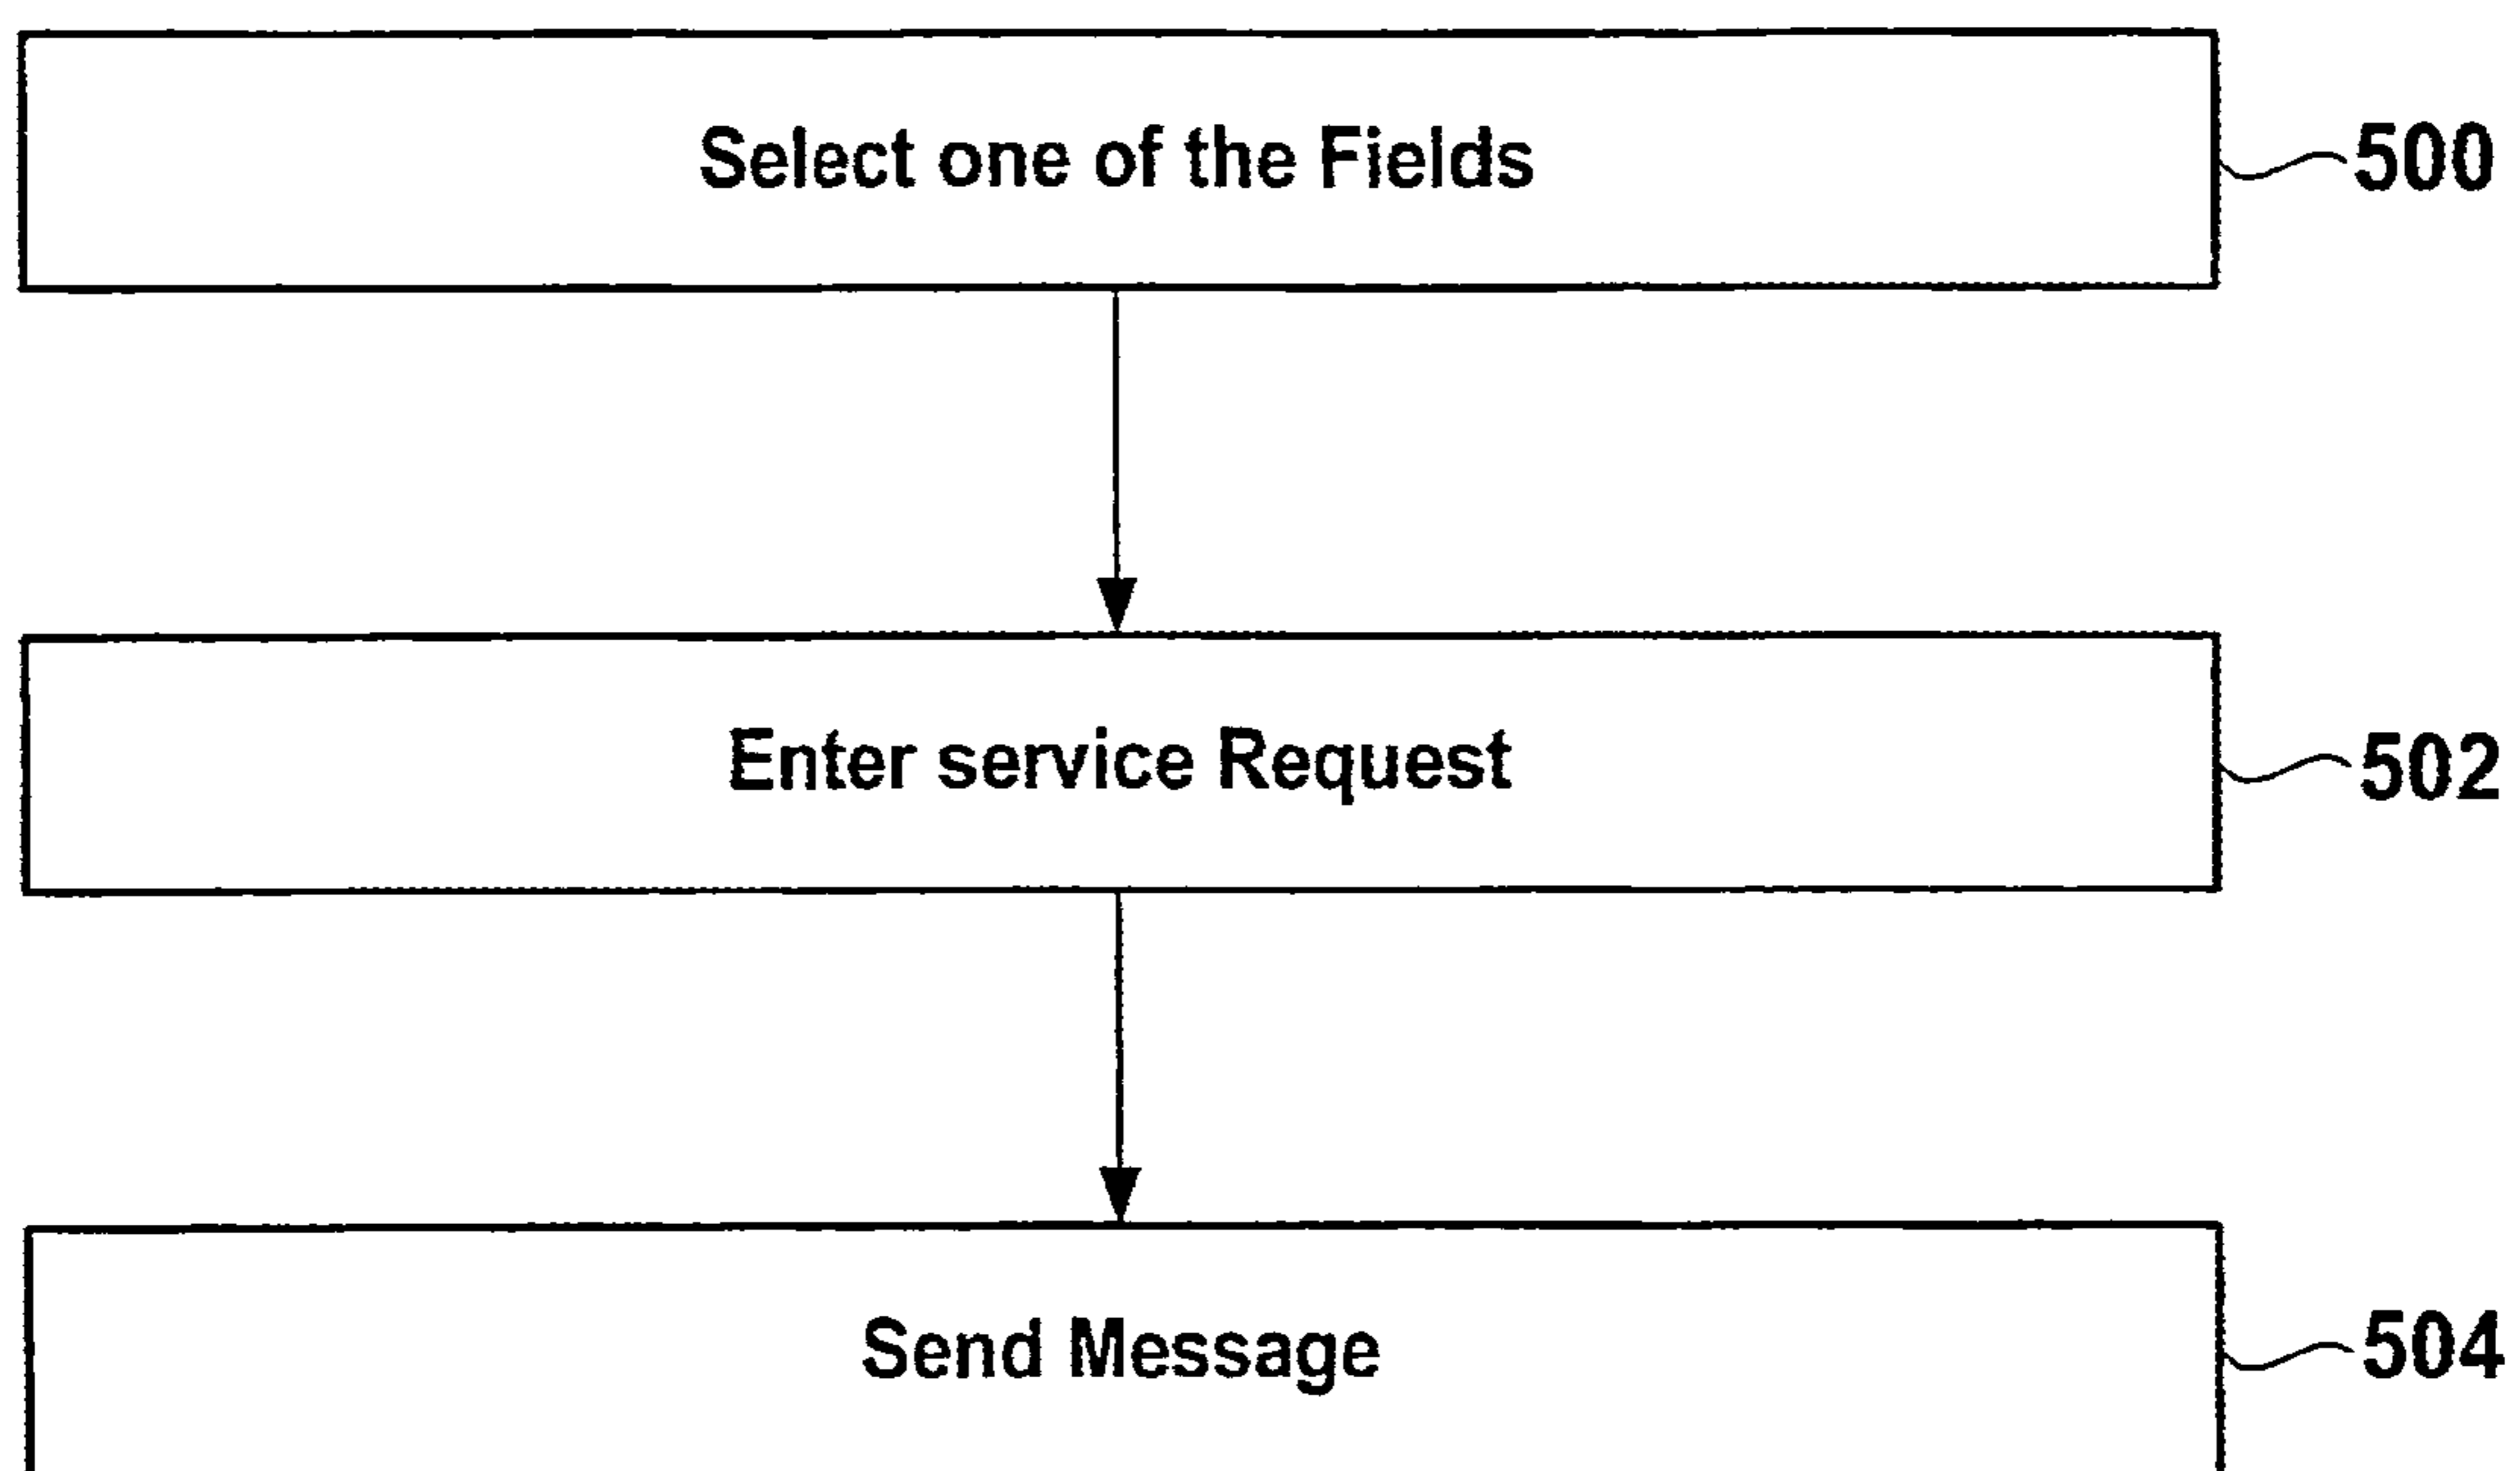 Select one of the Fields
500
Enter service Request
502
Send Message
504